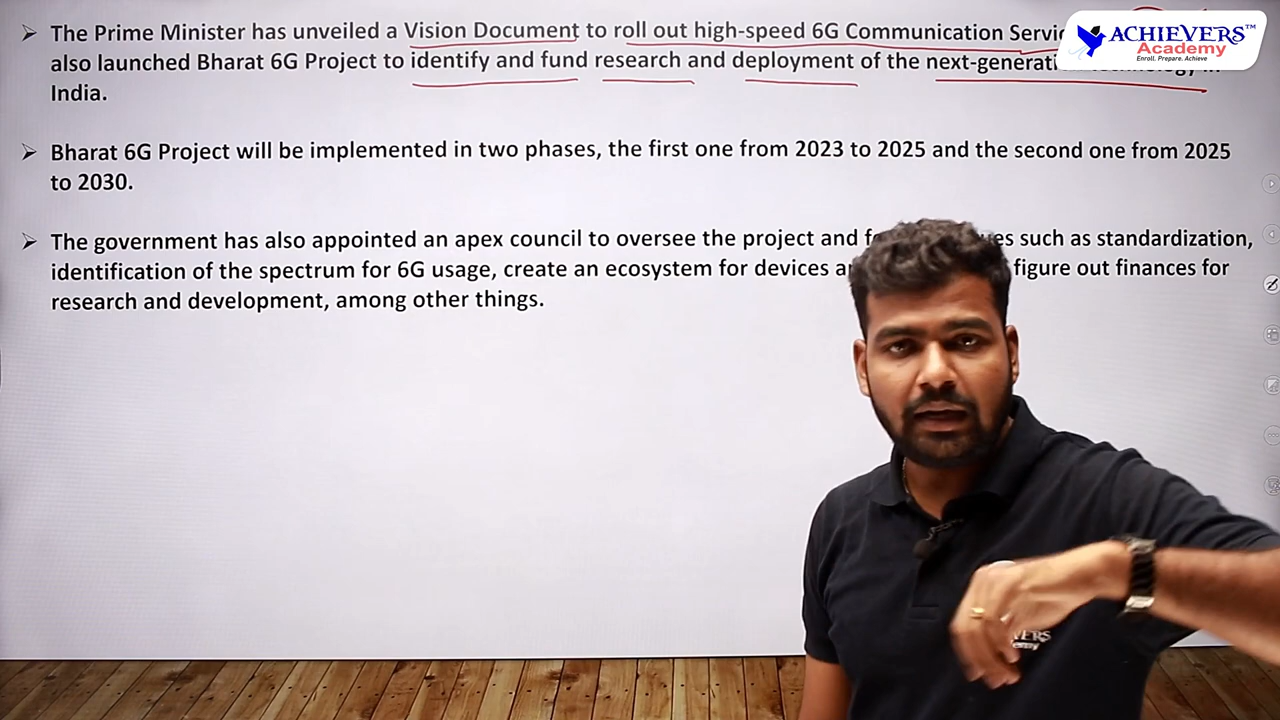 ➢ The Prime Minister has unveiled a Vision Document to roll out high-speed 6G Communication
also launched Bharat 6G Project to identify and fund research and deployment of the
India.
➢ Bharat 6G Project will be implemented in two phases, the first one from 2023 to 2025 and the second one from 2025
to 2030.
➢ The government has also appointed an apex council to oversee the project and such as standardization,
identification of the spectrum for 6G usage, create an ecosystem for devices figure out finances for
research and development, among other things.
ACHIEVERS™
Academy
Enroll. Prepare. Achieve